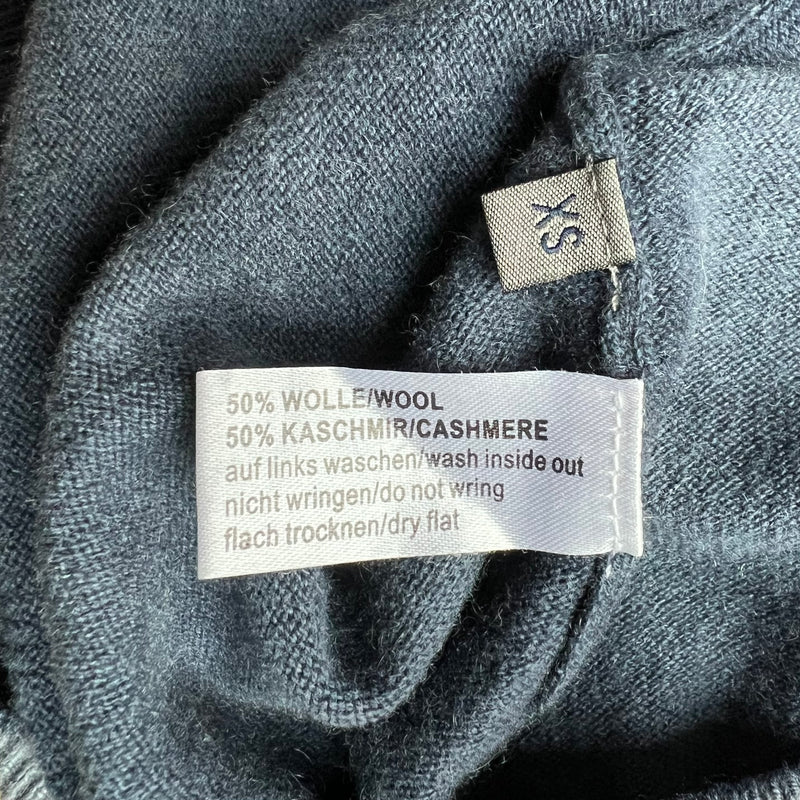 XS
50% WOLLE/WOOL
50% KASCHMIR/CASHMERE
auf links waschen/wash inside out
nicht wringen/do not wring
flach trocknen/dry flat